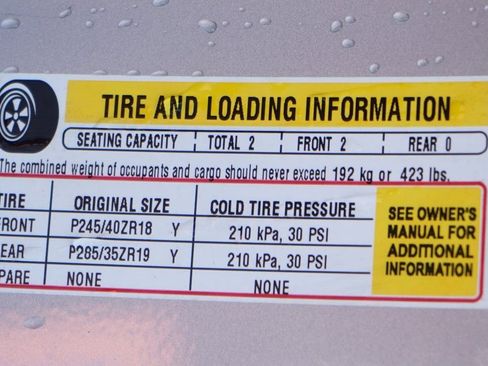 TIRE AND LOADING INFORMATION
SEATING CAPACITY TOTAL 2 FRONT 2 REAR 0
The combined weight of occupants and cargo should never exceed 192 kg or 423 lbs.
TIRE ORIGINAL SIZE COLD TIRE PRESSURE
FRONT P245/40ZR18 Y 210 kPa, 30 PSI
EAR P285/35ZR19 Y 210 kPa, 30 PSI
PARE NONE NONE
SEE OWNER'S
MANUAL FOR
ADDITIONAL
INFORMATION